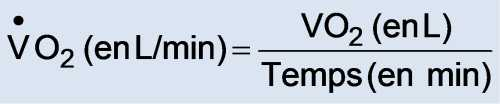 V̇O₂ (en L/min) = VO₂ (en L)
Temps (en min)